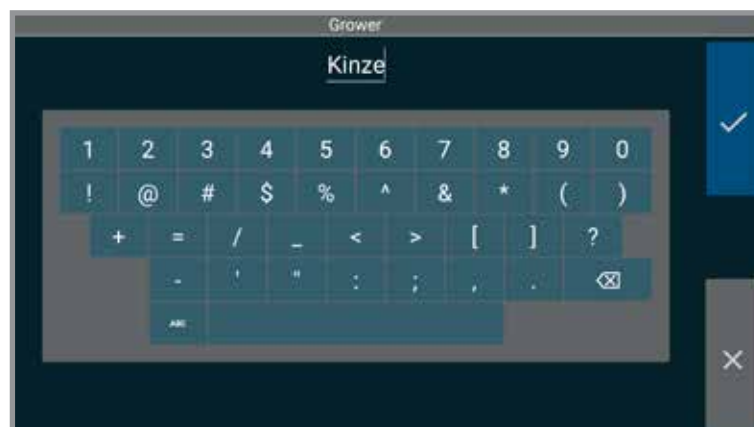 Grower
Kinze
1 2 3 4 5 6 7 8 9 0
! @ # $ % ^ & * ( )
+ = / _ < > [ ] ?
- ' " : ; , .
ABC